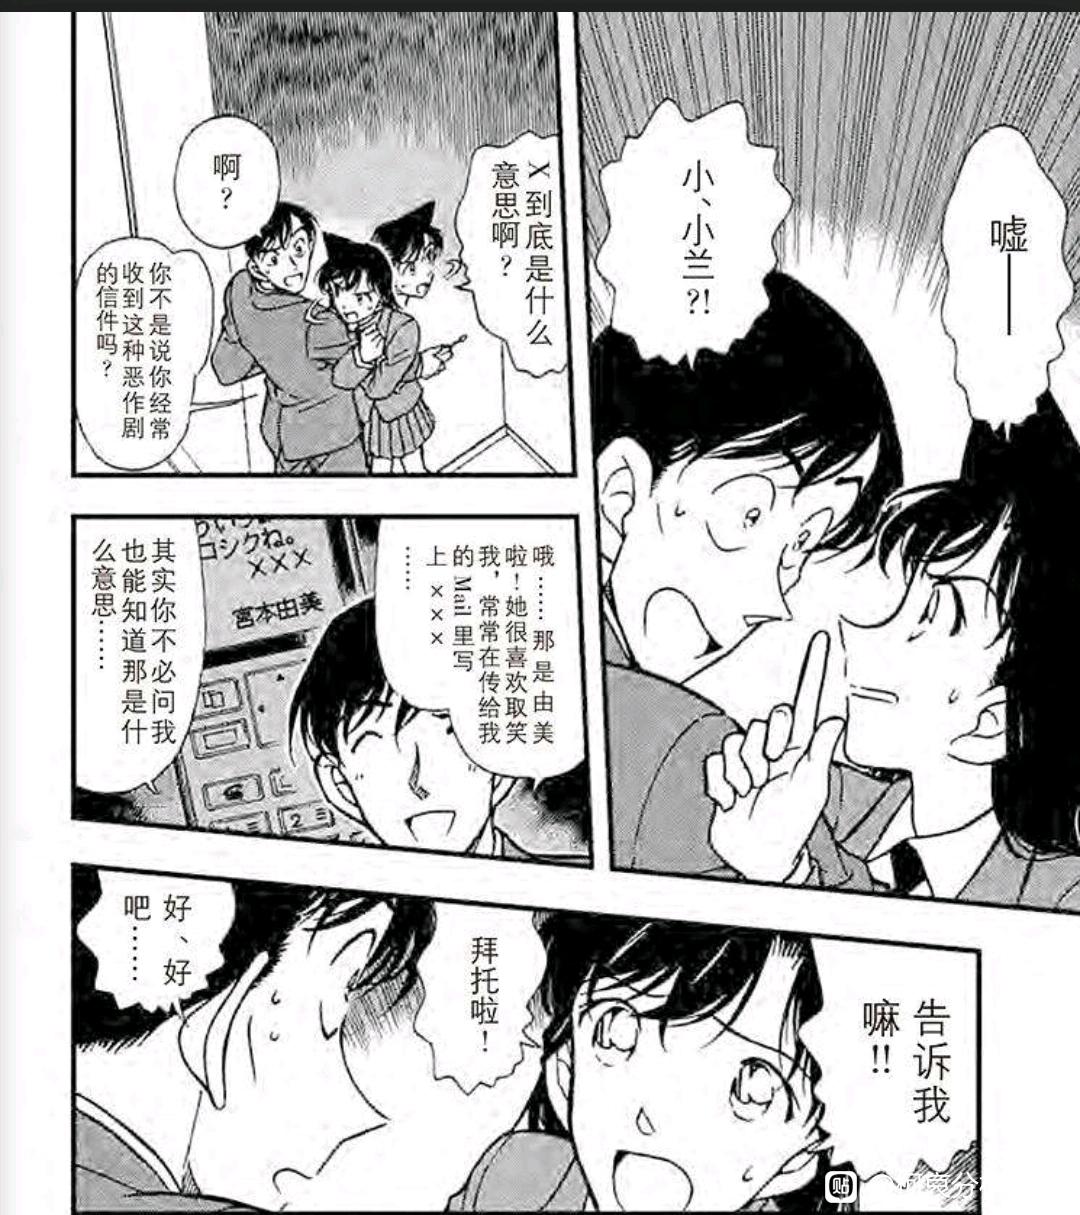 嘘——
小、小兰?!
X到底是什么
意思啊?
啊?
你不是说你经常
收到这种恶作剧
的信件吗?
哦……那是由美
啦!她很喜欢取笑
我,常常在传给我
的Mail里写
上×××
……
コシクね。
×××
宮本由美
2
其实你不必问我
也能知道那是什
么意思……
告诉我
嘛!!
拜托啦!
好、好
吧……
贴